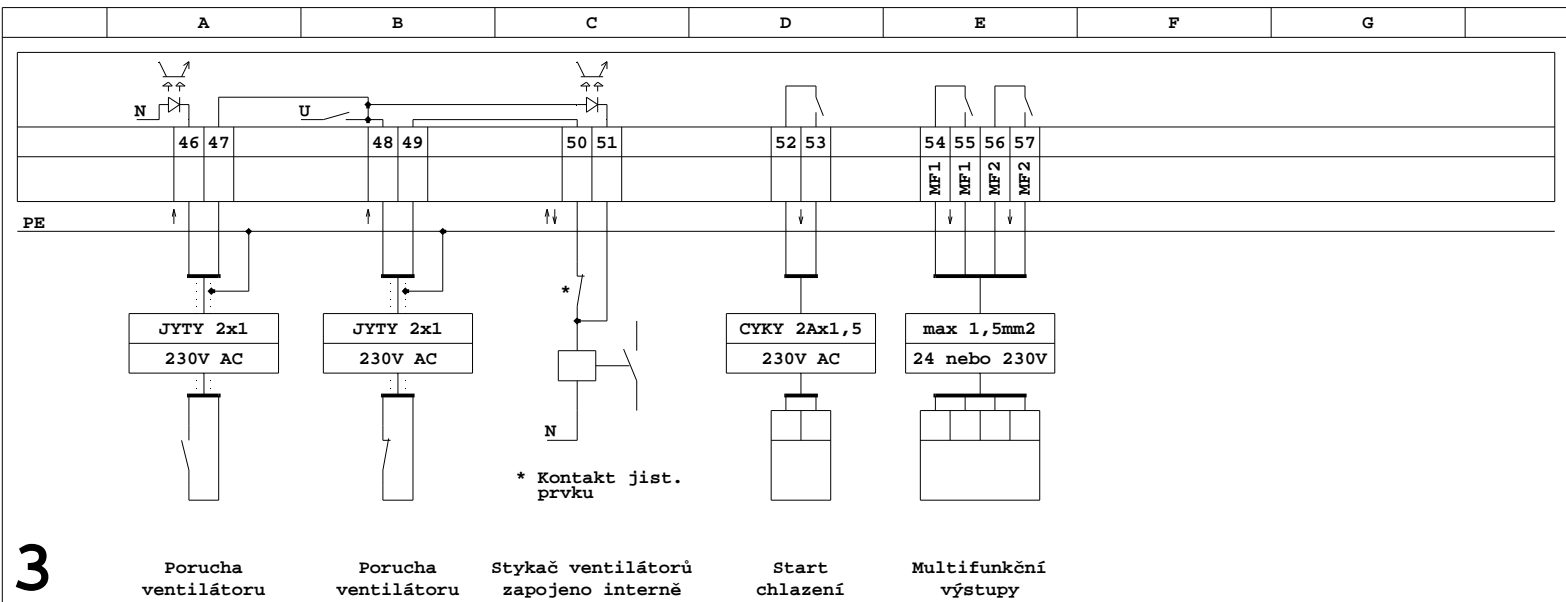 A B C D E F G
N U
46 47 48 49 50 51 52 53 54 55 56 57
MF1 MF1 MF2 MF2
PE
*
JYTY 2x1 JYTY 2x1 CYKY 2Ax1,5 max 1,5mm2
230V AC 230V AC 230V AC 24 nebo 230V
N
* Kontakt jist.
prvku
3
Porucha Porucha Stykač ventilátorů Start Multifunkční
ventilátoru ventilátoru zapojeno interně chlazení výstupy